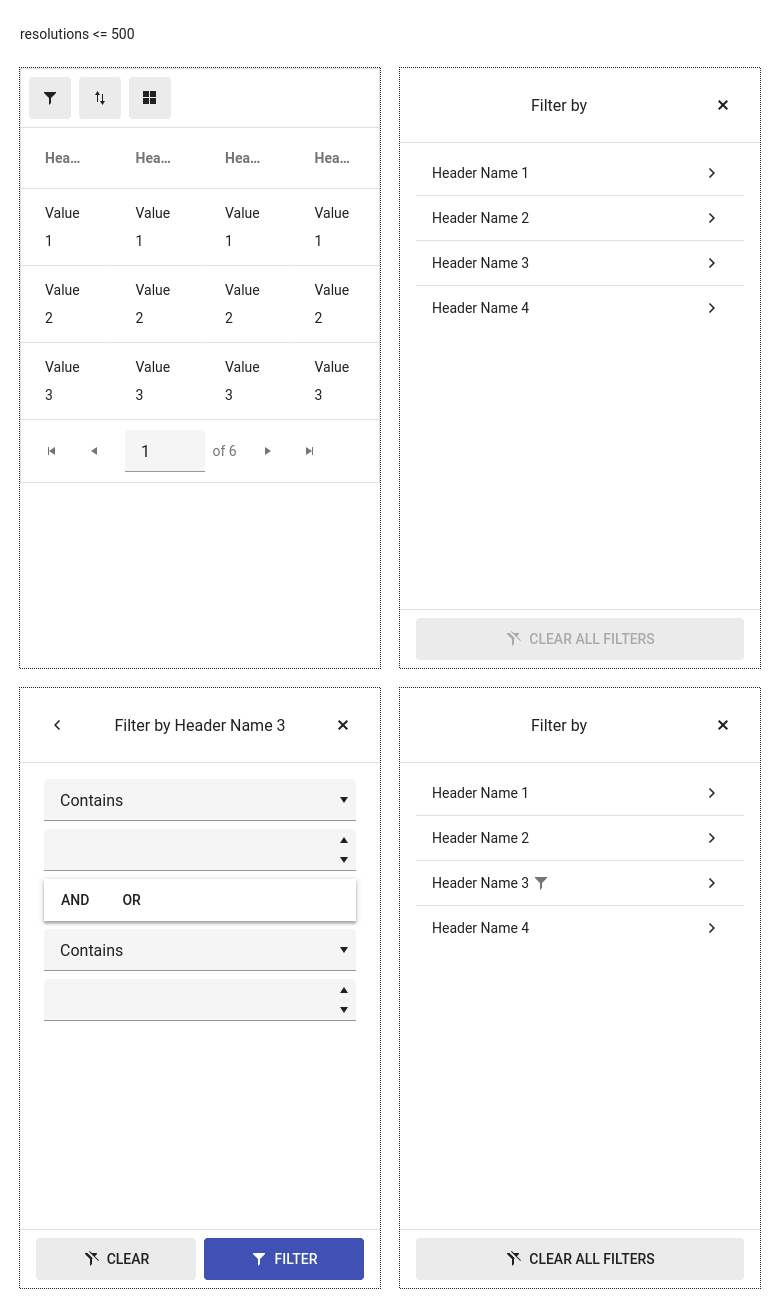 resolutions <= 500
Hea... Hea... Hea... Hea...
Value 1 Value 1 Value 1 Value 1
Value 2 Value 2 Value 2 Value 2
Value 3 Value 3 Value 3 Value 3
1 of 6
Filter by
Header Name 1
Header Name 2
Header Name 3
Header Name 4
CLEAR ALL FILTERS
Filter by Header Name 3
Contains
AND OR
Contains
CLEAR FILTER
Filter by
Header Name 1
Header Name 2
Header Name 3
Header Name 4
CLEAR ALL FILTERS